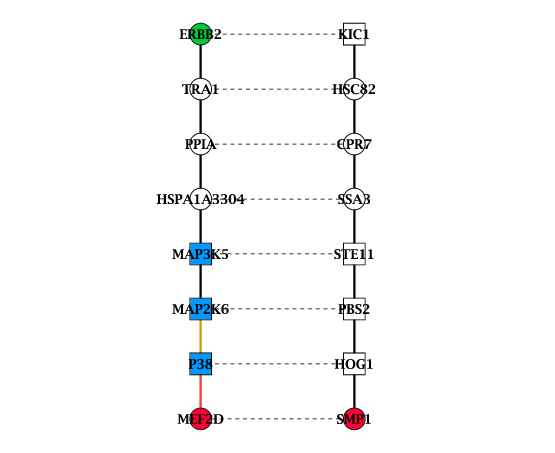 ERBB2 KIC1
TRA1 HSC82
PPIA CPR7
HSPA1A3304 SSA3
MAP3K5 STE11
MAP2K6 PBS2
P38 HOG1
MEF2D SMP1